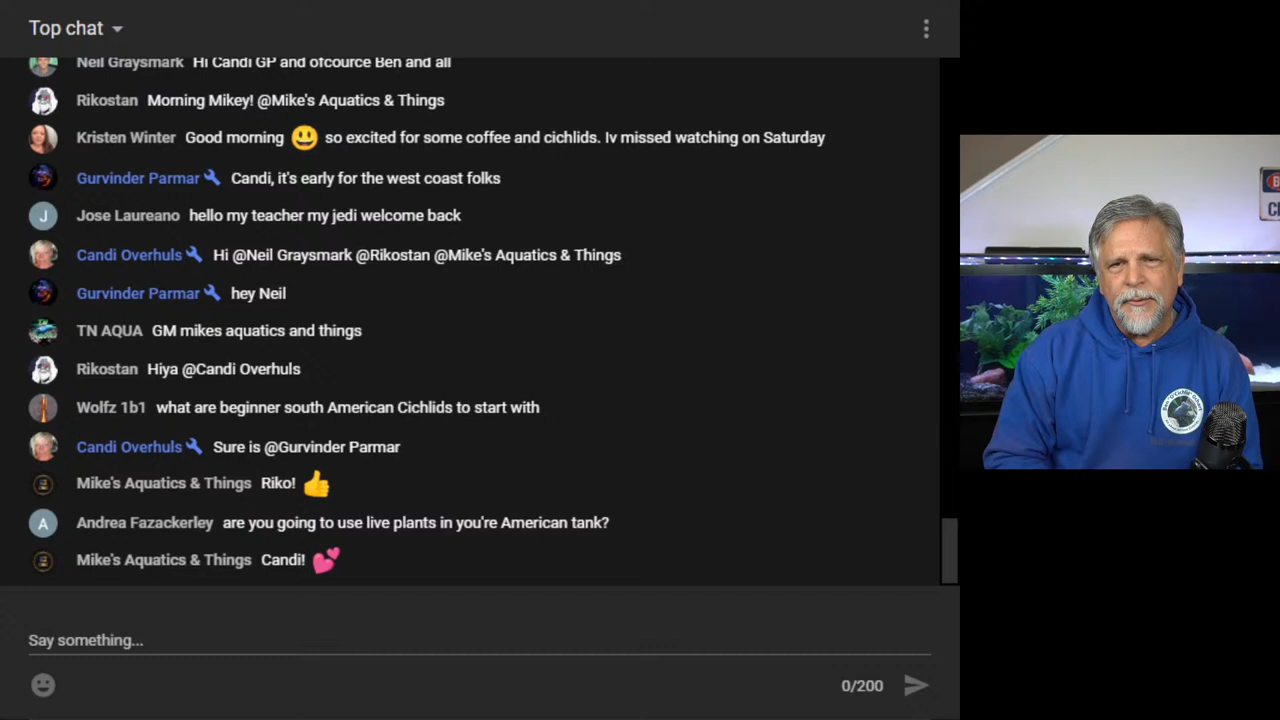 Top chat
Neil Graysmark Hi Candi GP and ofcource Ben and all
Rikostan Morning Mikey! @Mike's Aquatics & Things
Kristen Winter Good morning 😃 so excited for some coffee and cichlids. Iv missed watching on Saturday
Gurvinder Parmar Candi, it's early for the west coast folks
J Jose Laureano hello my teacher my jedi welcome back
Candi Overhuls Hi @Neil Graysmark @Rikostan @Mike's Aquatics & Things
Gurvinder Parmar hey Neil
TN AQUA GM mikes aquatics and things
Rikostan Hiya @Candi Overhuls
Wolfz 1b1 what are beginner south American Cichlids to start with
Candi Overhuls Sure is @Gurvinder Parmar
Mike's Aquatics & Things Riko! 👍
A Andrea Fazackerley are you going to use live plants in you're American tank?
Mike's Aquatics & Things Candi! 💕
Say something...
0/200